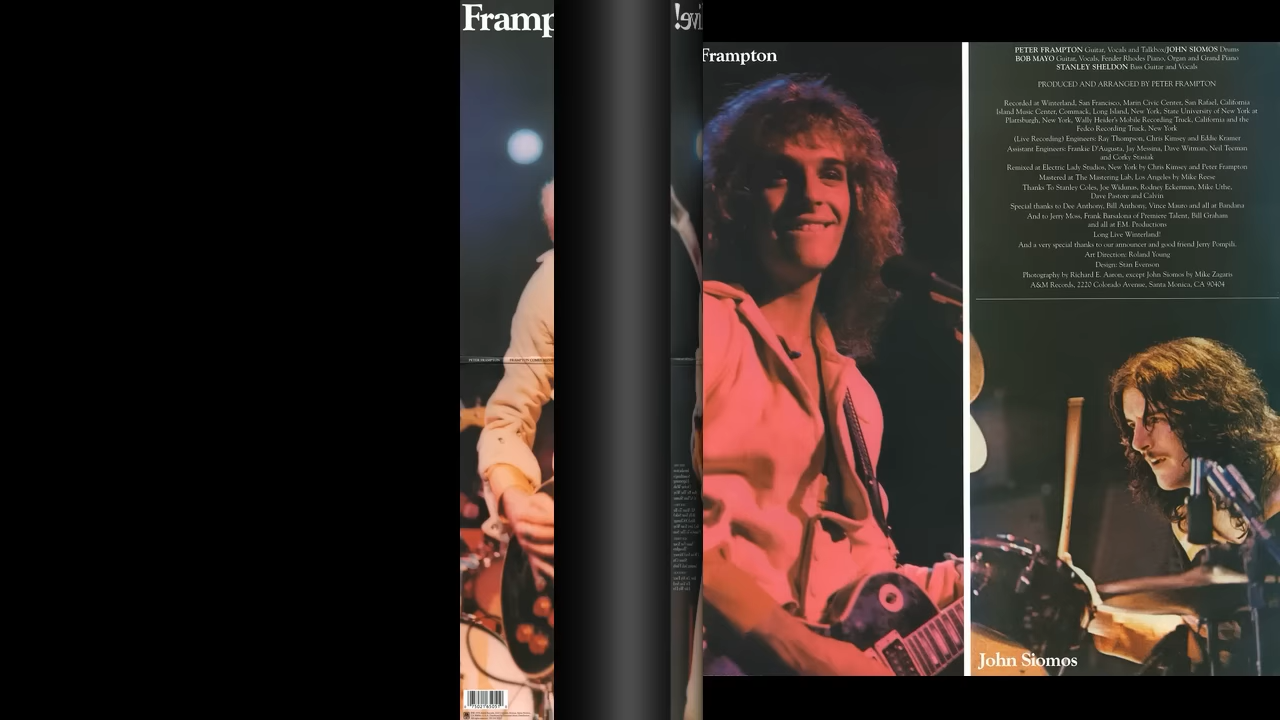 Framp
Frampton
PETER FRAMPTON Guitar, Vocals and Talkbox/JOHN SIOMOS Drums
BOB MAYO Guitar, Vocals, Fender Rhodes Piano, Organ and Grand Piano
STANLEY SHELDON Bass Guitar and Vocals
PRODUCED AND ARRANGED BY PETER FRAMPTON
Recorded at Winterland, San Francisco, Marin Civic Center, San Rafael, California
Island Music Center, Commack, Long Island, New York, State University of New York at
Plattsburgh, New York, Wally Heider's Mobile Recording Truck, California and the
Fedco Recording Truck, New York
(Live Recording) Engineers: Ray Thompson, Chris Kimsey and Eddie Kramer
Assistant Engineers: Frankie D'Augusta, Jay Messina, Dave Witman, Neil Teeman
and Corky Stasiak
Remixed at Electric Lady Studios, New York by Chris Kimsey and Peter Frampton
Mastered at The Mastering Lab, Los Angeles by Mike Reese
Thanks To Stanley Coles, Joe Widunas, Rodney Eckerman, Mike Uthe,
Dave Pastore and Calvin
Special thanks to Dee Anthony, Bill Anthony, Vince Mauro and all at Bandana
And to Jerry Moss, Frank Barsalona of Premiere Talent, Bill Graham
and all at F.M. Productions
Long Live Winterland!
And a very special thanks to our announcer and good friend Jerry Pompili.
Art Direction: Roland Young
Design: Stan Evenson
Photography by Richard E. Aaron, except John Siomos by Mike Zagaris
A&M Records, 2220 Colorado Avenue, Santa Monica, CA 90404
John Siomos